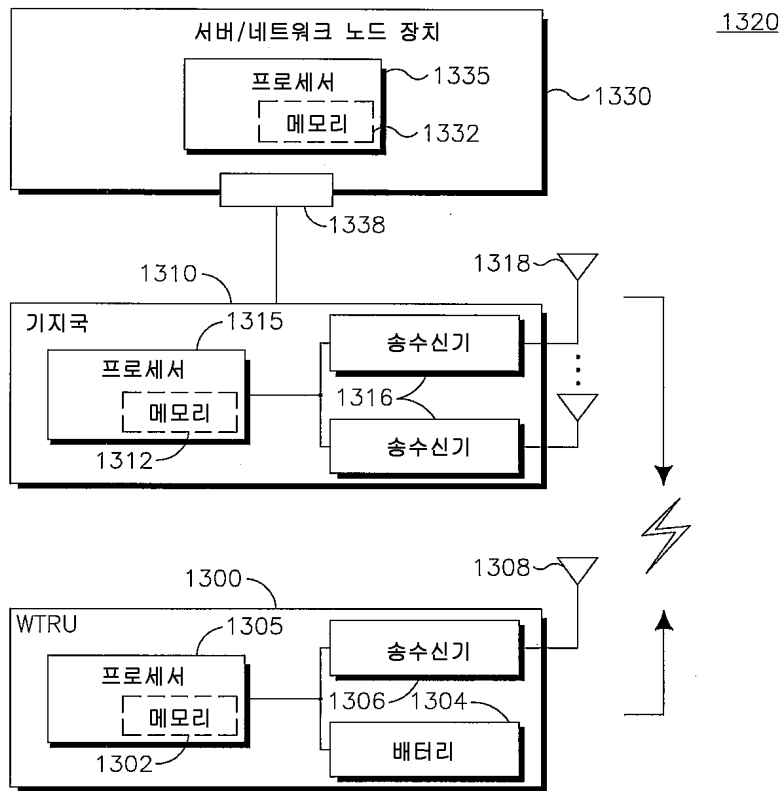 1320
서버/네트워크 노드 장치
프로세서
1335
메모리
1332
1330
1338
1310
1318
기지국
1315
프로세서
메모리
1312
송수신기
1316
송수신기
1300
1308
WTRU
1305
프로세서
메모리
1302
송수신기
1306
1304
배터리